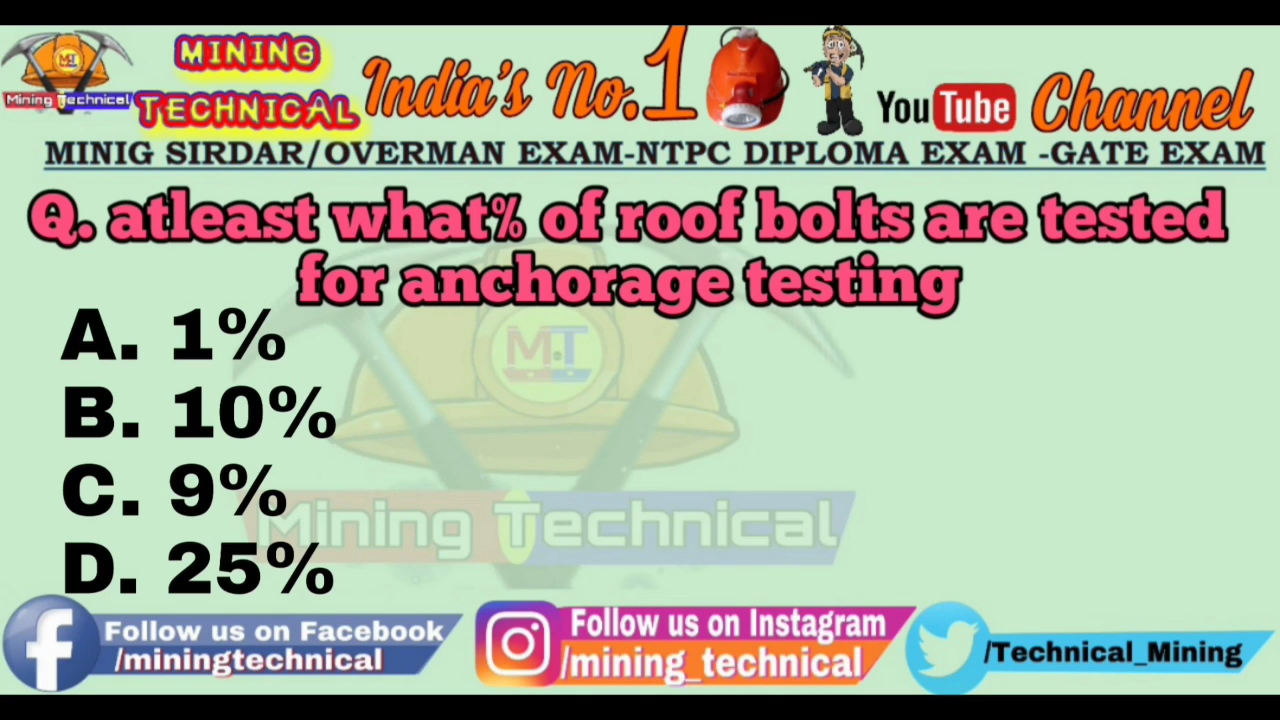 MINING
TECHNICAL
Mining Technical
MT
India's No.1
YouTube Channel
MINIG SIRDAR/OVERMAN EXAM-NTPC DIPLOMA EXAM -GATE EXAM
Q. atleast what% of roof bolts are tested
for anchorage testing
A. 1%
B. 10%
C. 9%
D. 25%
M.T
Mining Technical
Follow us on Facebook
/miningtechnical
Follow us on Instagram
/mining_technical
/Technical_Mining